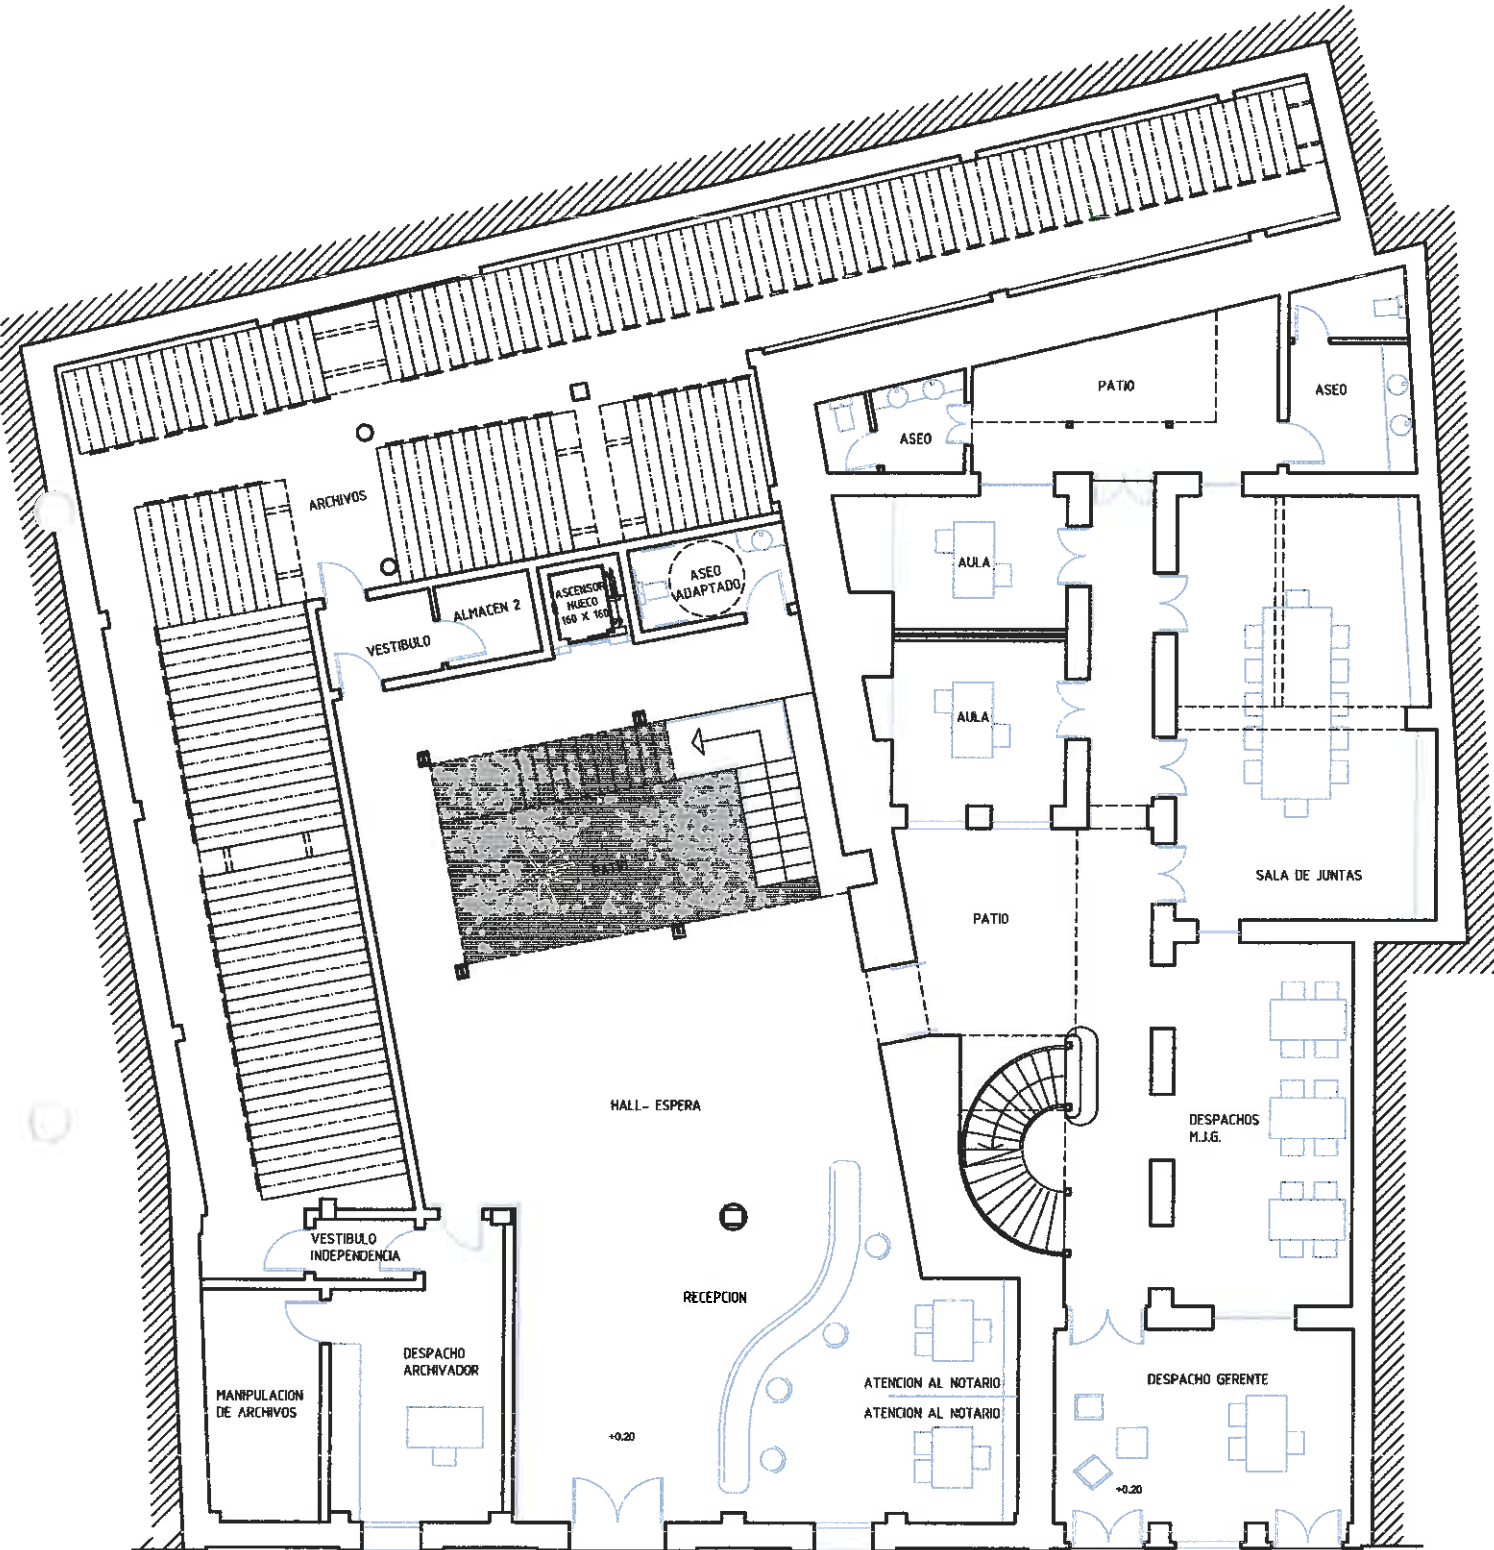 PATIO
ASEO
ASEO
ARCHIVOS
AULA
ASEO
ADAPTADO
ASCENSOR
HUECO
160 X 160
ALMACEN 2
VESTIBULO
AULA
SALA DE JUNTAS
PATIO
HALL- ESPERA
DESPACHOS
M.J.G.
VESTIBULO
INDEPENDENCIA
RECEPCION
DESPACHO
ARCHIVADOR
MANIPULACION
DE ARCHIVOS
ATENCION AL NOTARIO
ATENCION AL NOTARIO
DESPACHO GERENTE
+0.20
+0.20